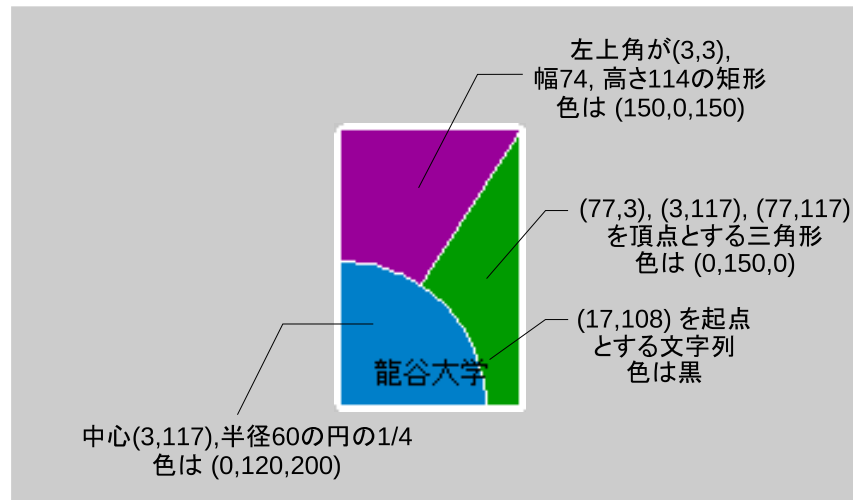 左上角が(3,3),
幅74, 高さ114の矩形
色は (150,0,150)
(77,3), (3,117), (77,117)
を頂点とする三角形
色は (0,150,0)
(17,108) を起点
とする文字列
色は黒
龍谷大学
中心(3,117),半径60の円の1/4
色は (0,120,200)